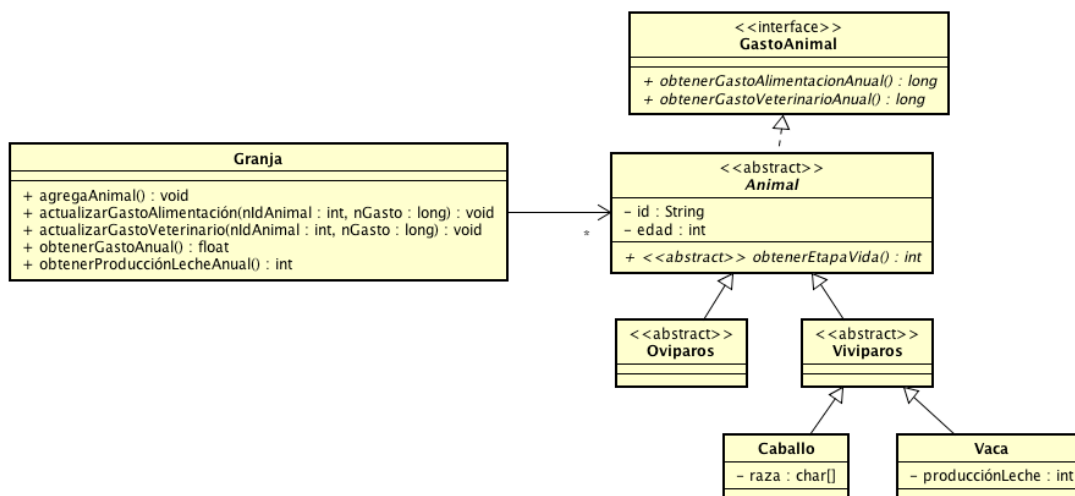 <<interface>>
GastoAnimal
+ obtenerGastoAlimentacionAnual() : long
+ obtenerGastoVeterinarioAnual() : long
Granja
+ agregaAnimal() : void
+ actualizarGastoAlimentación(nIdAnimal : int, nGasto : long) : void
+ actualizarGastoVeterinario(nIdAnimal : int, nGasto : long) : void
+ obtenerGastoAnual() : float
+ obtenerProducciónLecheAnual() : int
*
<<abstract>>
Animal
- id : String
- edad : int
+ <<abstract>> obtenerEtapaVida() : int
<<abstract>>
Oviparos
<<abstract>>
Viviparos
Caballo
- raza : char[]
Vaca
- producciónLeche : int